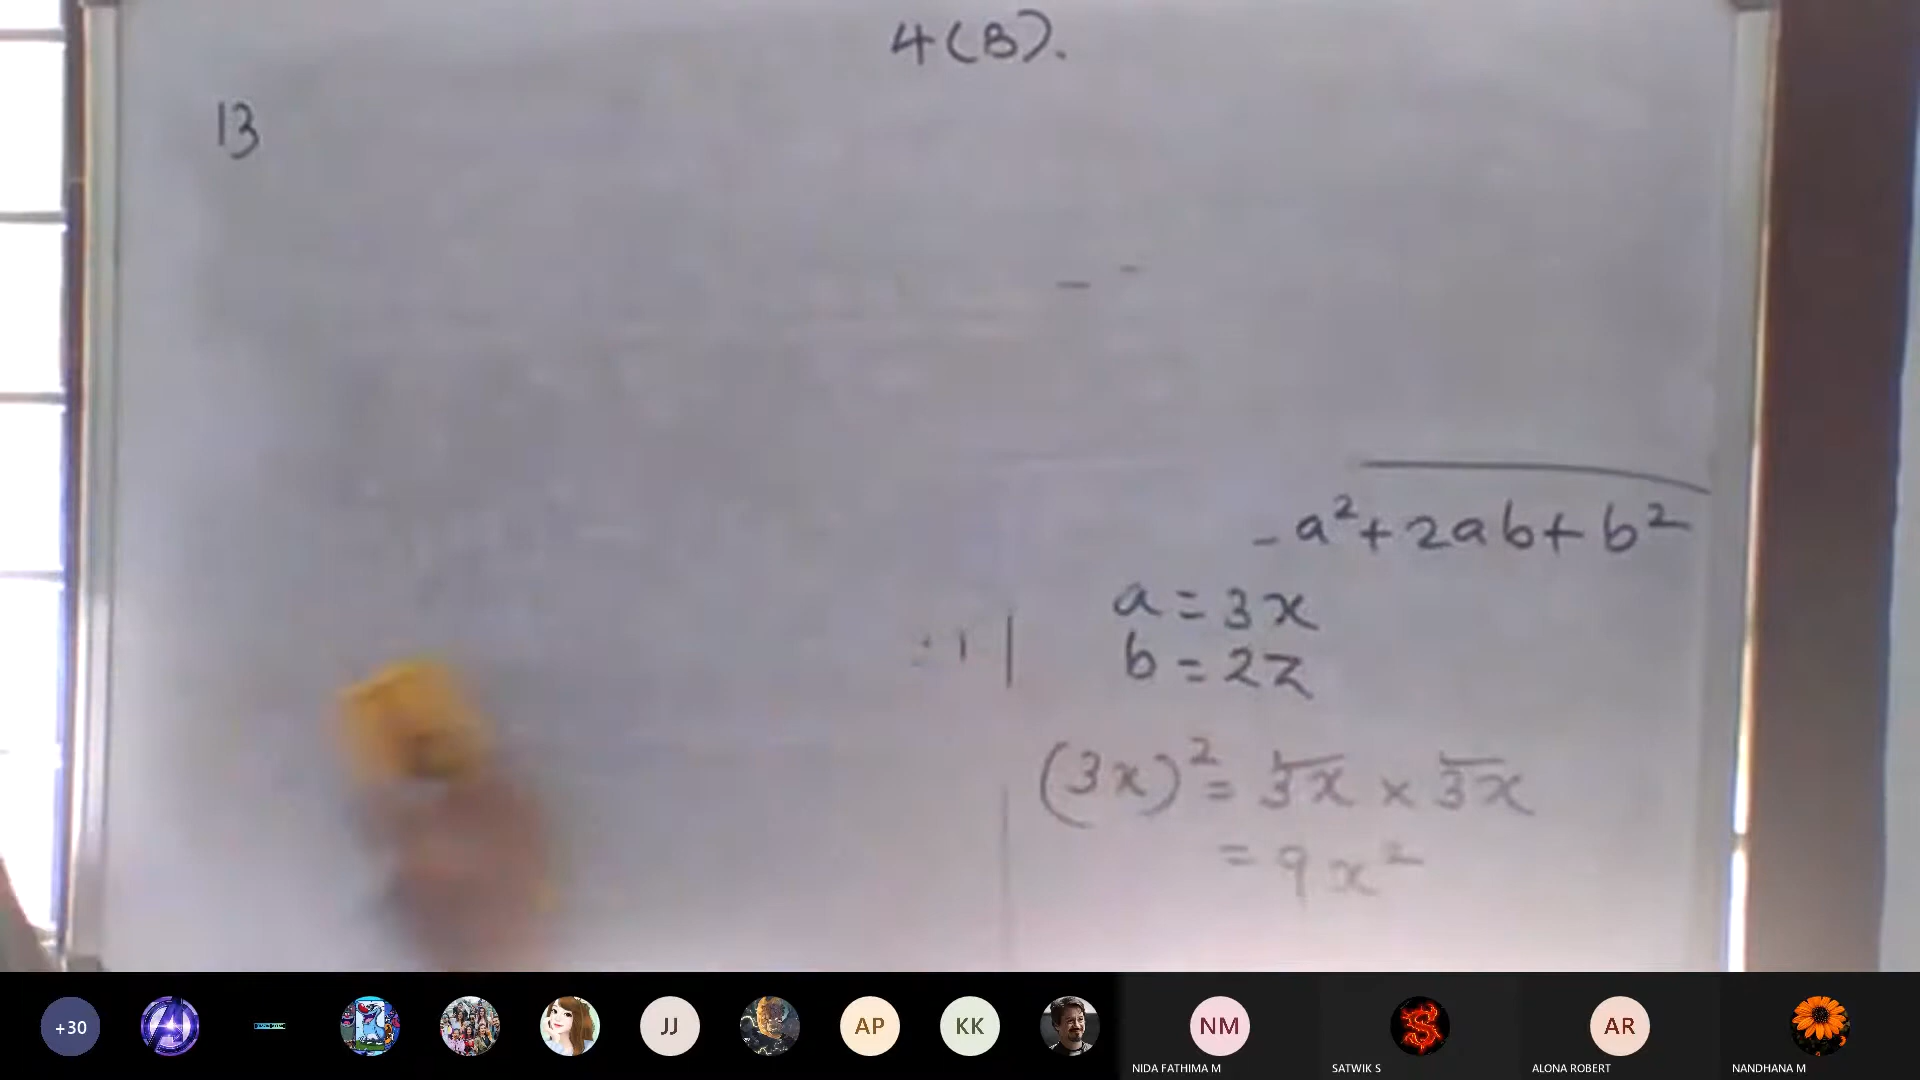 4(B).
13
- a² + 2ab + b²
a = 3x
b = 2z
(3x)² = 3x × 3x
= 9x²
+30
JJ
AP
KK
NM
AR
NIDA FATHIMA M
SATWIK S
ALONA ROBERT
NANDHANA M